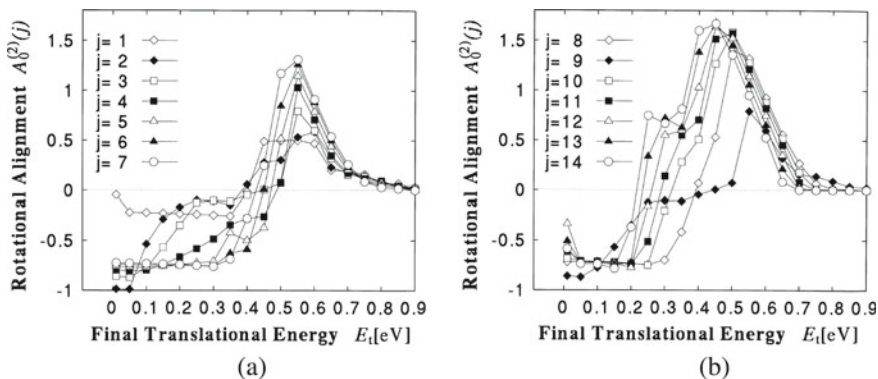 Rotational Alignment A₀⁽²⁾(j)
1.5
1
0.5
0
-0.5
-1
j= 1
j= 2
j= 3
j= 4
j= 5
j= 6
j= 7
0 0.1 0.2 0.3 0.4 0.5 0.6 0.7 0.8 0.9
Final Translational Energy Eₜ[eV]
(a)
Rotational Alignment A₀⁽²⁾(j)
1.5
1
0.5
0
-0.5
-1
j= 8
j= 9
j=10
j=11
j=12
j=13
j=14
0 0.1 0.2 0.3 0.4 0.5 0.6 0.7 0.8 0.9
Final Translational Energy Eₜ[eV]
(b)